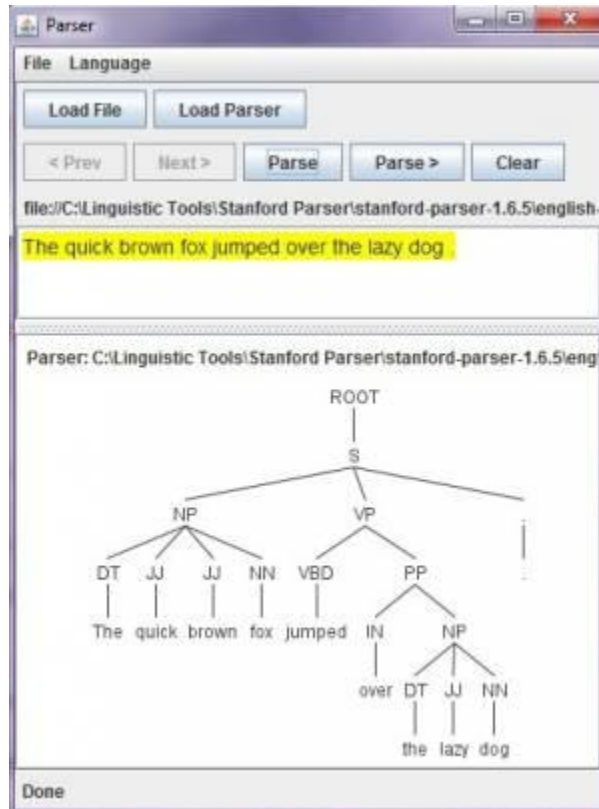 Parser
File Language
Load File Load Parser
< Prev Next > Parse Parse > Clear
file://C:\Linguistic Tools\Stanford Parser\stanford-parser-1.6.5\english-
The quick brown fox jumped over the lazy dog .
Parser: C:\Linguistic Tools\Stanford Parser\stanford-parser-1.6.5\eng
ROOT
S
NP VP .
DT JJ JJ NN VBD PP .
The quick brown fox jumped IN NP
over DT JJ NN
the lazy dog
Done